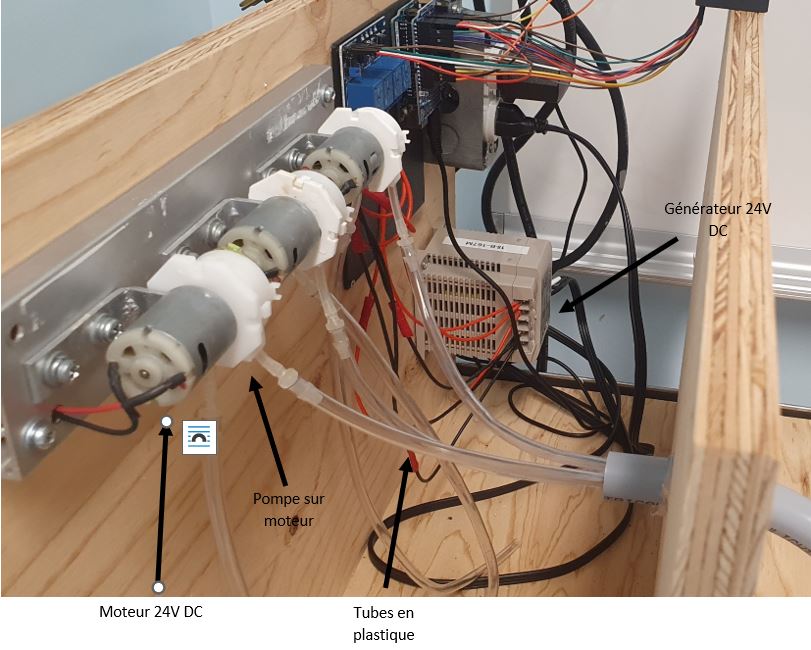 Générateur 24V
DC
Pompe sur
moteur
Moteur 24V DC
Tubes en
plastique